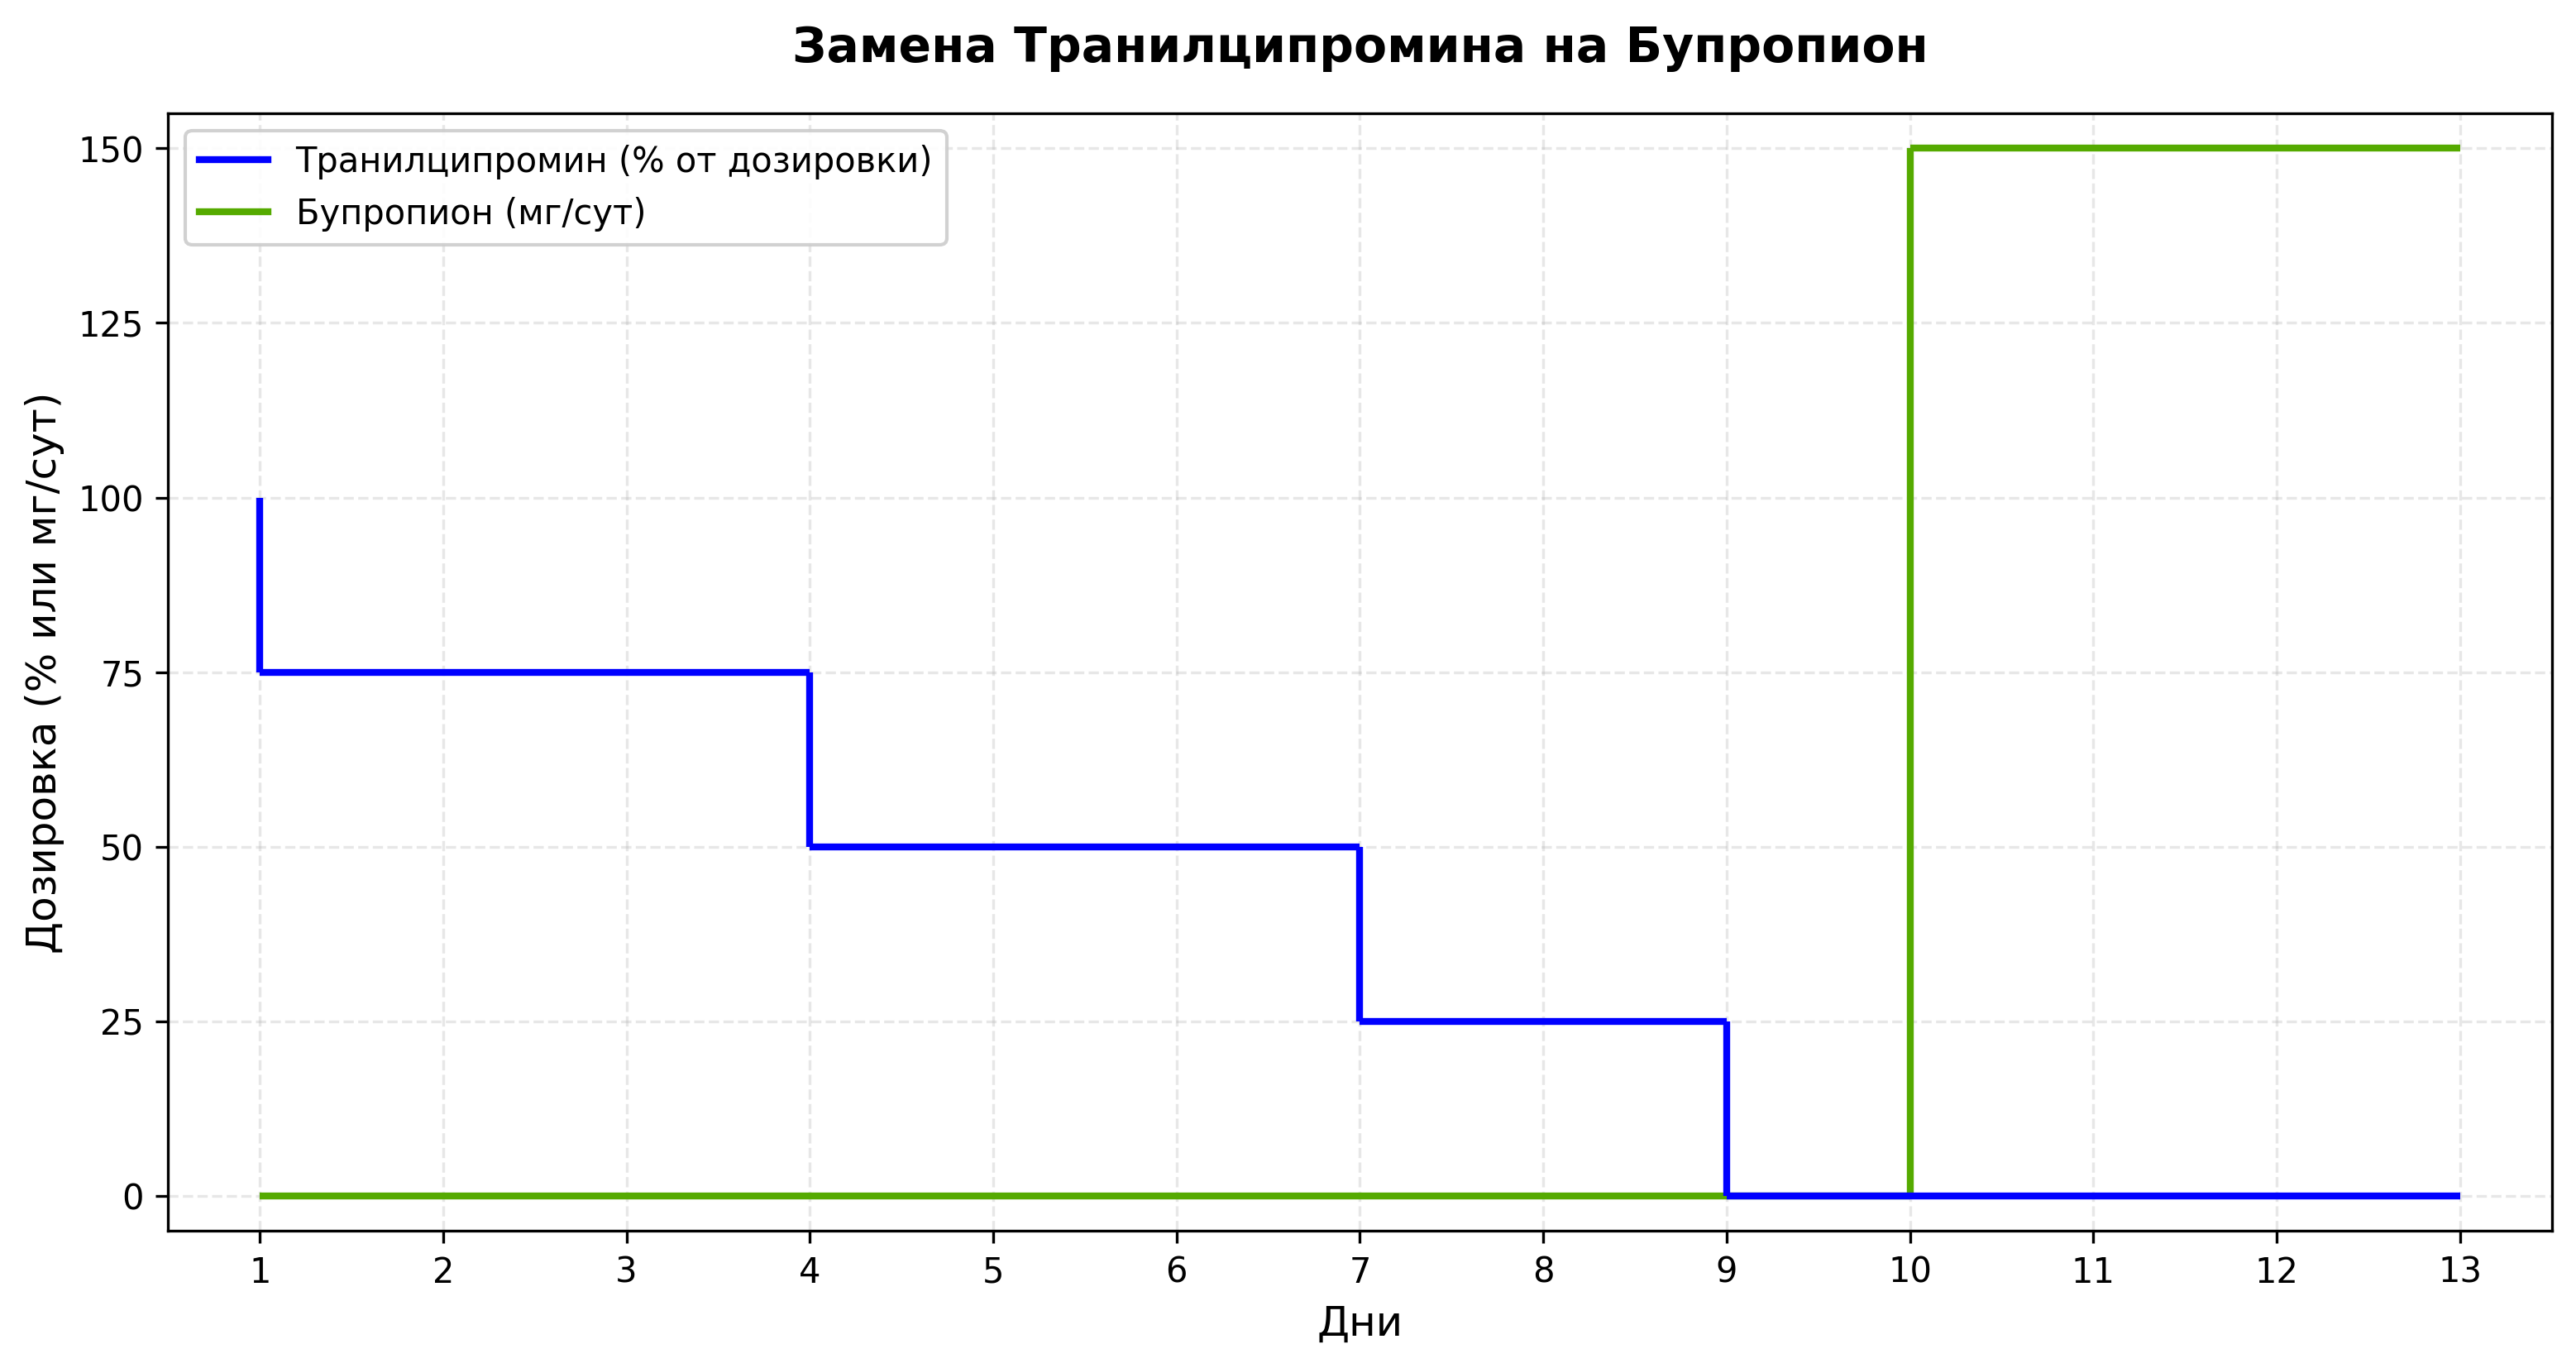 Замена Транилципромина на Бупропион
Транилципромин (% от дозировки)
Бупропион (мг/сут)
Дозировка (% или мг/сут)
150
125
100
75
50
25
0
1 2 3 4 5 6 7 8 9 10 11 12 13
Дни